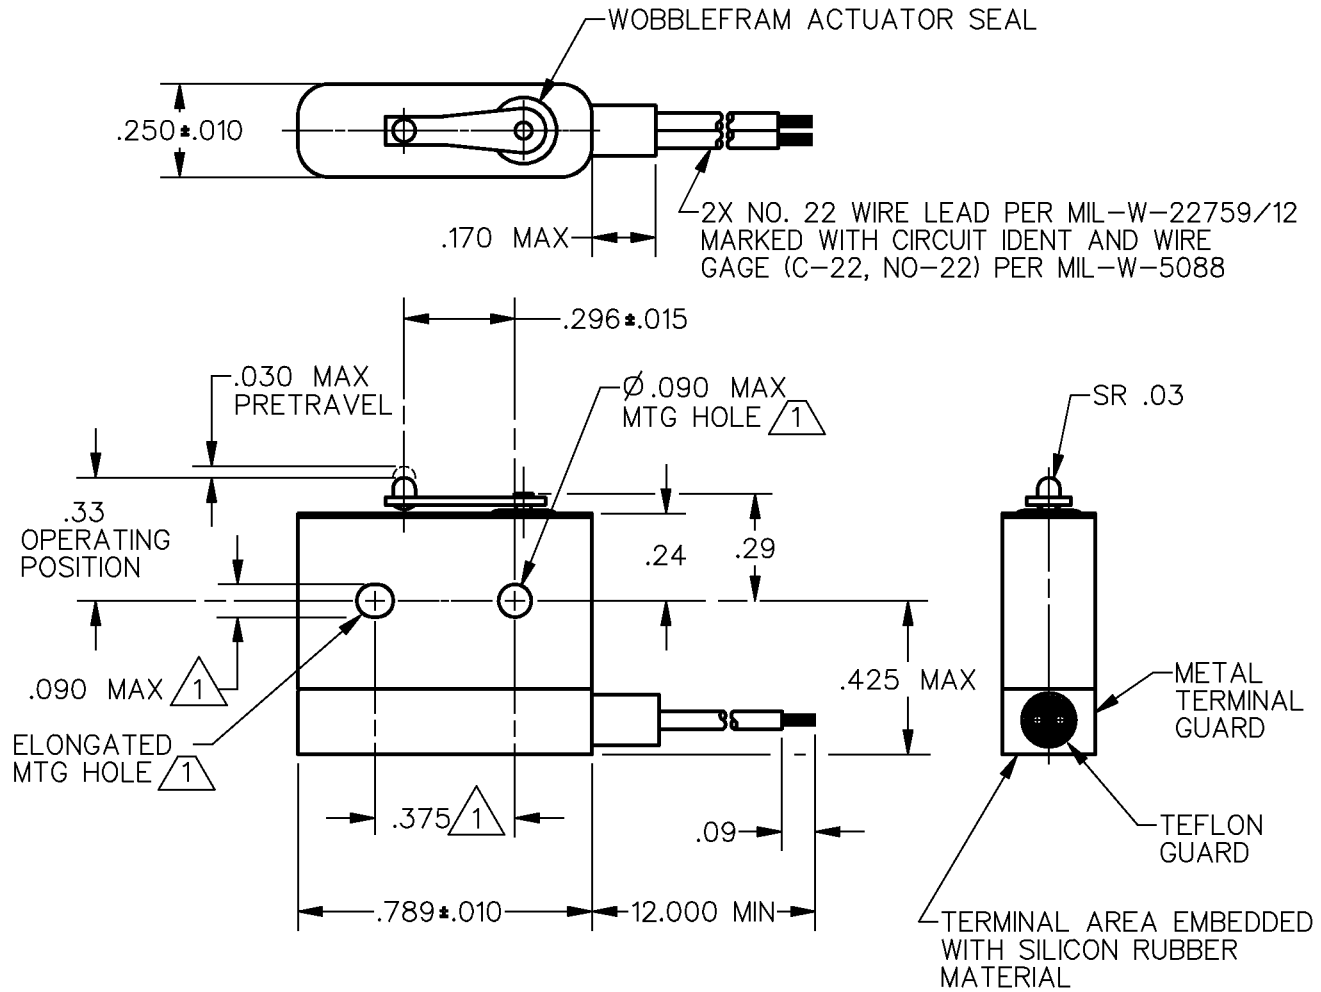 WOBBLEFRAM ACTUATOR SEAL
.250±.010
2X NO. 22 WIRE LEAD PER MIL-W-22759/12
MARKED WITH CIRCUIT IDENT AND WIRE
GAGE (C-22, NO-22) PER MIL-W-5088
.170 MAX
.296±.015
.030 MAX
PRETRAVEL
Ø.090 MAX
MTG HOLE 1
SR .03
.33
OPERATING
POSITION
.24
.29
.090 MAX 1
.425 MAX
METAL
TERMINAL
GUARD
ELONGATED
MTG HOLE 1
.375 1
.09
TEFLON
GUARD
.789±.010
12.000 MIN
TERMINAL AREA EMBEDDED
WITH SILICON RUBBER
MATERIAL